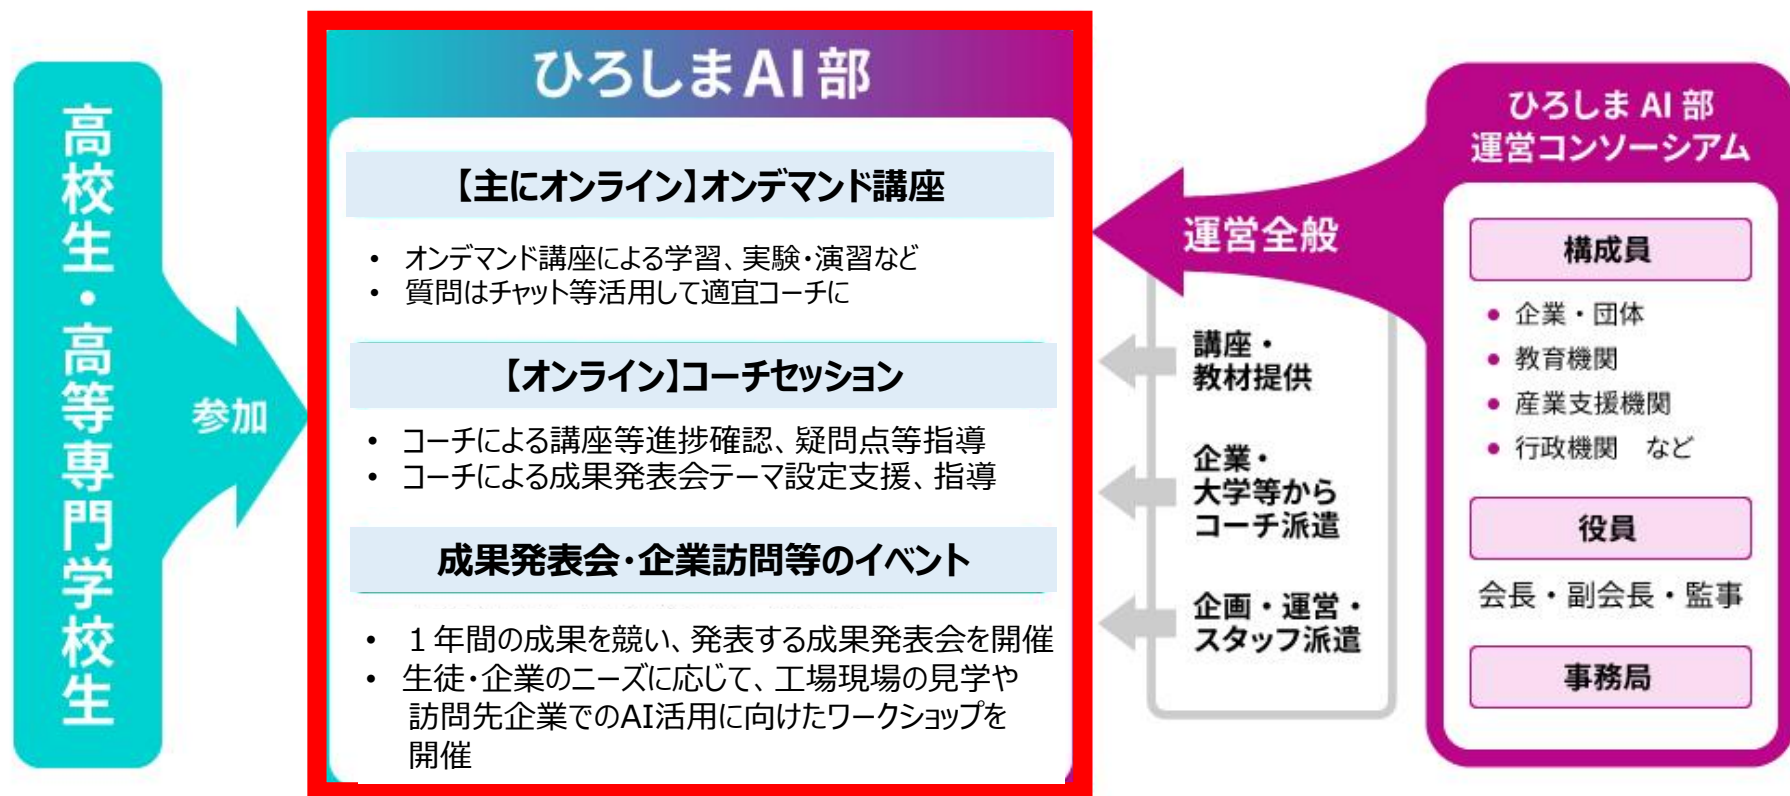 高校生・高等専門学校生
参加
ひろしまAI部
【主にオンライン】オンデマンド講座
• オンデマンド講座による学習、実験・演習など
• 質問はチャット等活用して適宜コーチに
【オンライン】コーチセッション
• コーチによる講座等進捗確認、疑問点等指導
• コーチによる成果発表会テーマ設定支援、指導
成果発表会・企業訪問等のイベント
• １年間の成果を競い、発表する成果発表会を開催
• 生徒・企業のニーズに応じて、工場現場の見学や
訪問先企業でのAI活用に向けたワークショップを
開催
運営全般
講座・
教材提供
企業・
大学等から
コーチ派遣
企画・運営・
スタッフ派遣
ひろしま AI 部
運営コンソーシアム
構成員
• 企業・団体
• 教育機関
• 産業支援機関
• 行政機関　など
役員
会長・副会長・監事
事務局